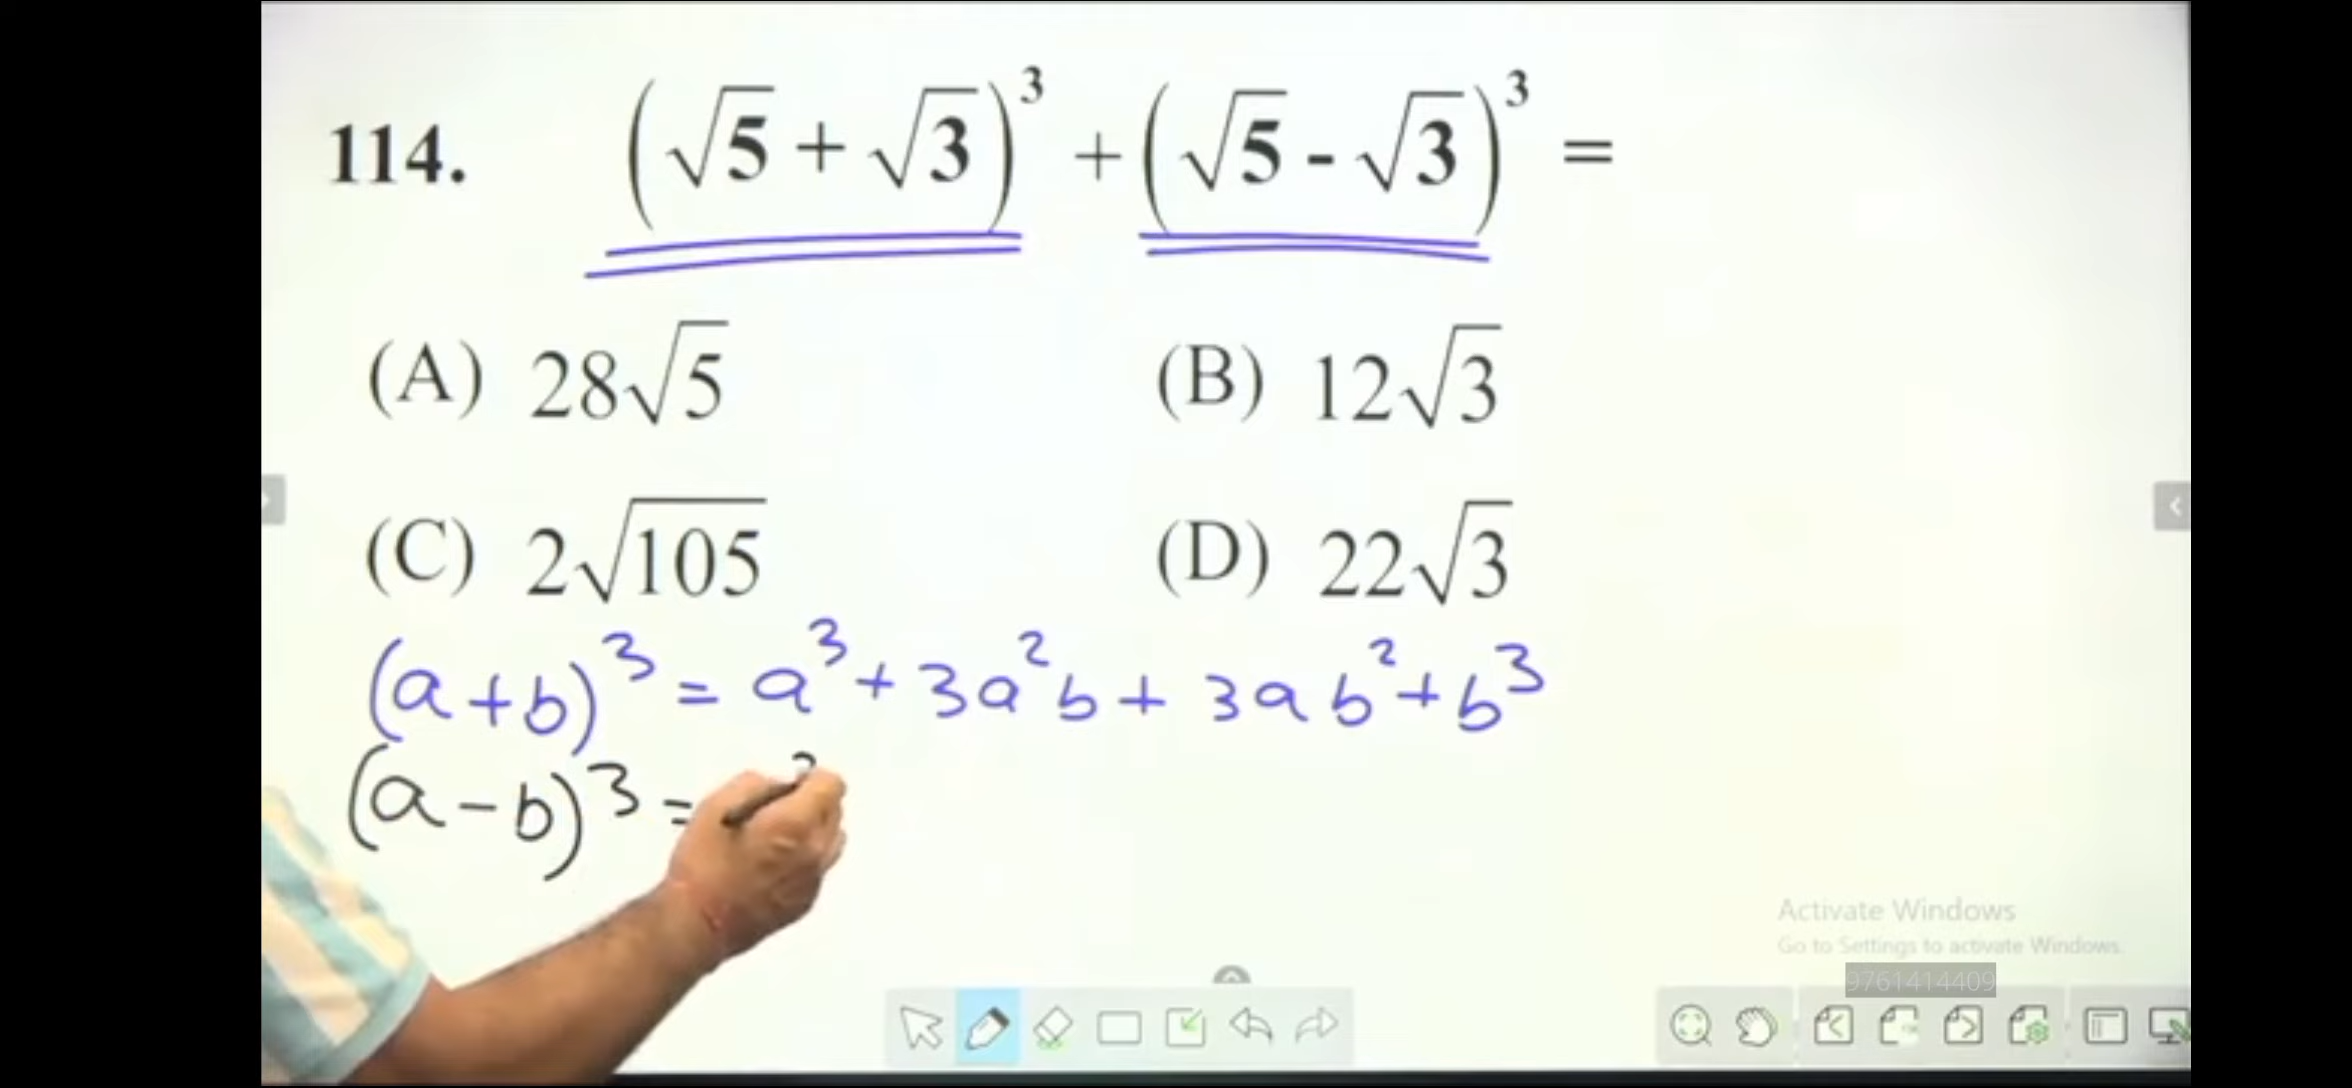 114. (√5 + √3)³ + (√5 - √3)³ =
(A) 28√5 (B) 12√3
(C) 2√105 (D) 22√3
(a+b)³ = a³ + 3a²b + 3ab² + b³
(a-b)³ =
Activate Windows
Go to Settings to activate Windows.
9761414409